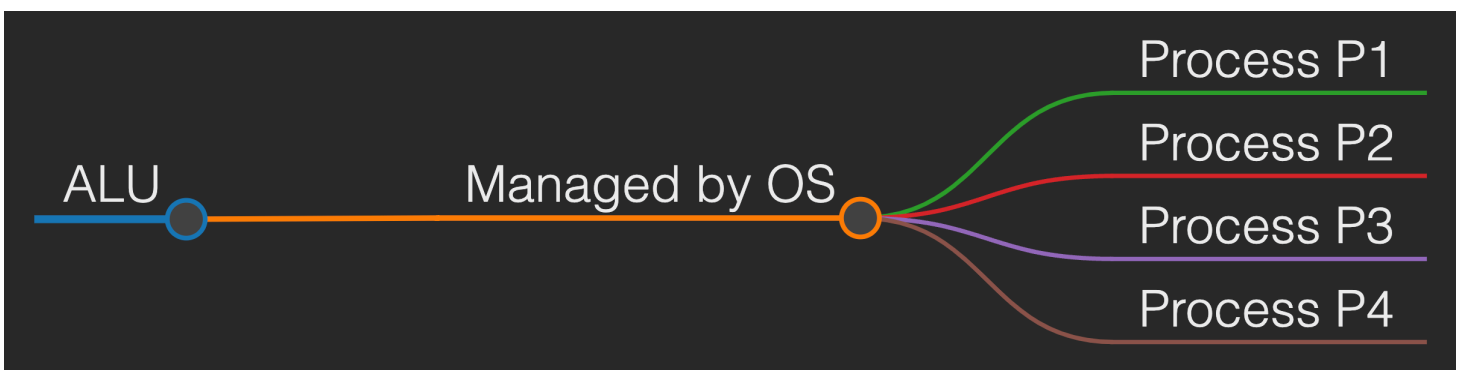 ALU
Managed by OS
Process P1
Process P2
Process P3
Process P4